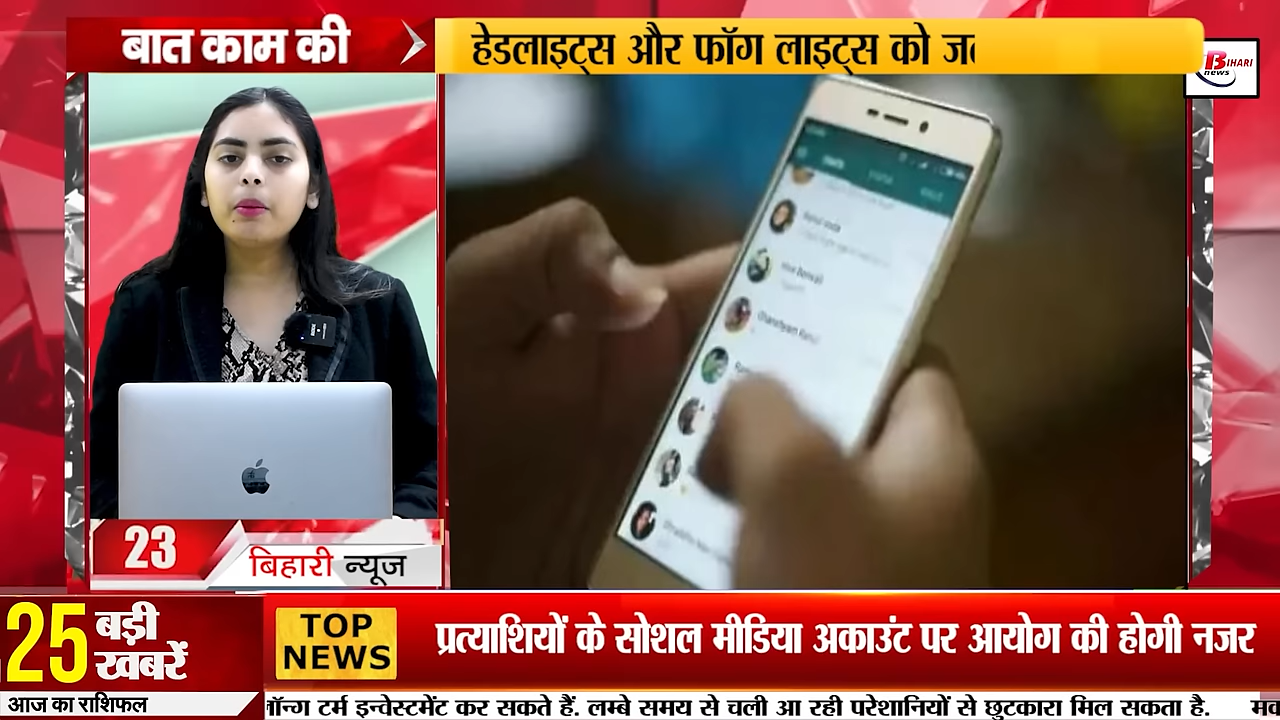 बात काम की
हेडलाइट्स और फॉग लाइट्स को
BIHARI
news
23
बिहारी न्यूज
25 बड़ी
खबरें
TOP
NEWS
प्रत्याशियों के सोशल मीडिया अकाउंट पर आयोग की होगी नजर
आज का राशिफल
टर्म इन्वेस्टमेंट कर सकते हैं. लम्बे समय से चली आ रही परेशानियों से छुटकारा मिल सकता है.